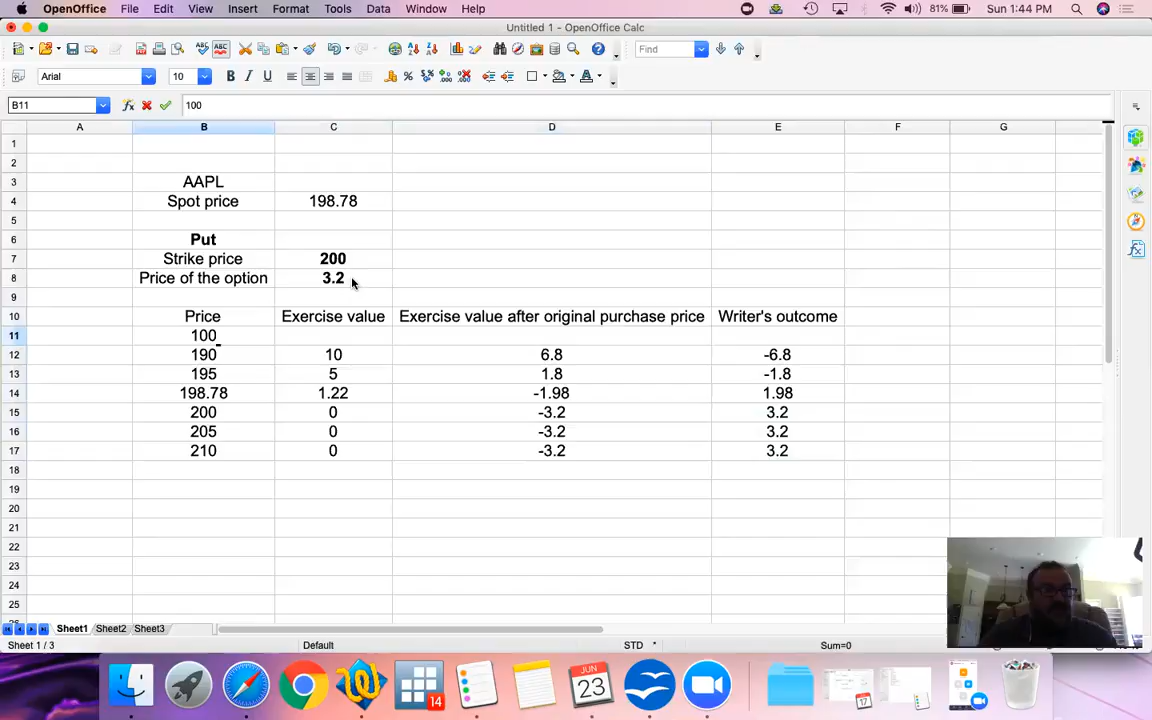 OpenOffice File Edit View Insert Format Tools Data Window Help 81% Sun 1:44 PM
Untitled 1 - OpenOffice Calc
Find
Arial 10 B I U
B11 100
A B C D E F G
1
2
3 AAPL
4 Spot price 198.78
5
6 Put
7 Strike price 200
8 Price of the option 3.2
9
10 Price Exercise value Exercise value after original purchase price Writer's outcome
11 100
12 190 10 6.8 -6.8
13 195 5 1.8 -1.8
14 198.78 1.22 -1.98 1.98
15 200 0 -3.2 3.2
16 205 0 -3.2 3.2
17 210 0 -3.2 3.2
18
19
20
21
22
23
24
25
Sheet1 Sheet2 Sheet3
Sheet 1 / 3 Default STD * Sum=0
14 JUN 23 17